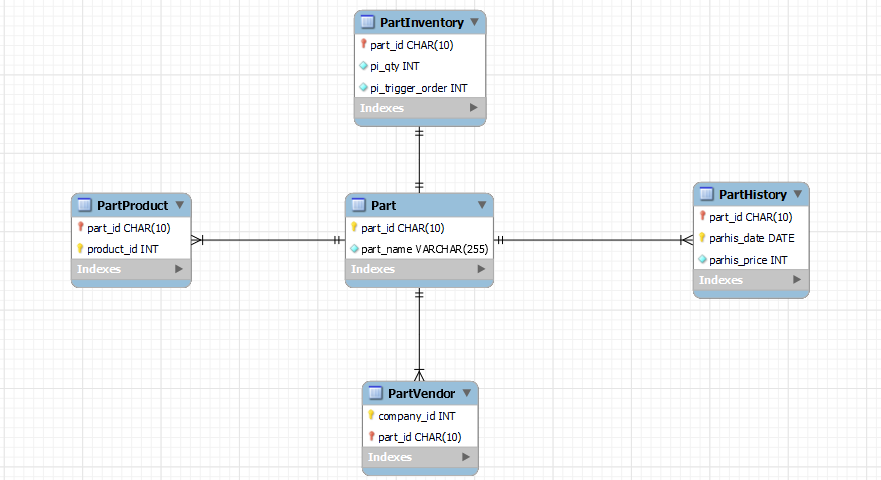 PartInventory
part_id CHAR(10)
pi_qty INT
pi_trigger_order INT
Indexes
PartProduct
part_id CHAR(10)
product_id INT
Indexes
Part
part_id CHAR(10)
part_name VARCHAR(255)
Indexes
PartHistory
part_id CHAR(10)
parhis_date DATE
parhis_price INT
Indexes
PartVendor
company_id INT
part_id CHAR(10)
Indexes